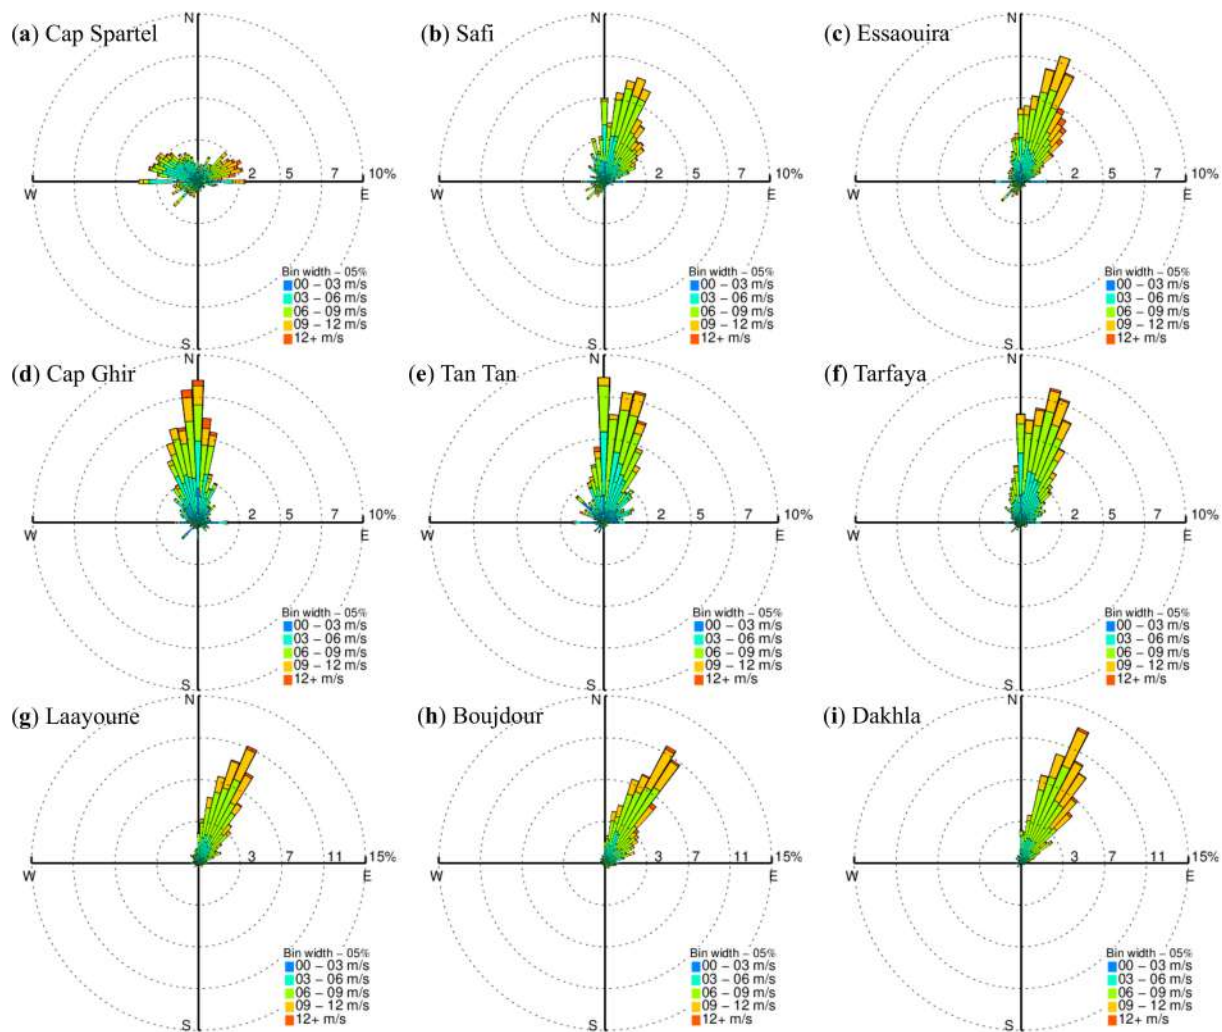 (a) Cap Spartel
N
W
2 5 7 10%
E
Bin width – 05%
00 – 03 m/s
03 – 06 m/s
06 – 09 m/s
09 – 12 m/s
12+ m/s
S
(b) Safi
N
W
2 5 7 10%
E
Bin width – 05%
00 – 03 m/s
03 – 06 m/s
06 – 09 m/s
09 – 12 m/s
12+ m/s
S
(c) Essaouira
N
W
2 5 7 10%
E
Bin width – 05%
00 – 03 m/s
03 – 06 m/s
06 – 09 m/s
09 – 12 m/s
12+ m/s
S
(d) Cap Ghir
N
W
2 5 7 10%
E
Bin width – 05%
00 – 03 m/s
03 – 06 m/s
06 – 09 m/s
09 – 12 m/s
12+ m/s
S
(e) Tan Tan
N
W
2 5 7 10%
E
Bin width – 05%
00 – 03 m/s
03 – 06 m/s
06 – 09 m/s
09 – 12 m/s
12+ m/s
S
(f) Tarfaya
N
W
2 5 7 10%
E
Bin width – 05%
00 – 03 m/s
03 – 06 m/s
06 – 09 m/s
09 – 12 m/s
12+ m/s
S
(g) Laayoune
N
W
3 7 11 15%
E
Bin width – 05%
00 – 03 m/s
03 – 06 m/s
06 – 09 m/s
09 – 12 m/s
12+ m/s
S
(h) Boujdour
N
W
3 7 11 15%
E
Bin width – 05%
00 – 03 m/s
03 – 06 m/s
06 – 09 m/s
09 – 12 m/s
12+ m/s
S
(i) Dakhla
N
W
3 7 11 15%
E
Bin width – 05%
00 – 03 m/s
03 – 06 m/s
06 – 09 m/s
09 – 12 m/s
12+ m/s
S